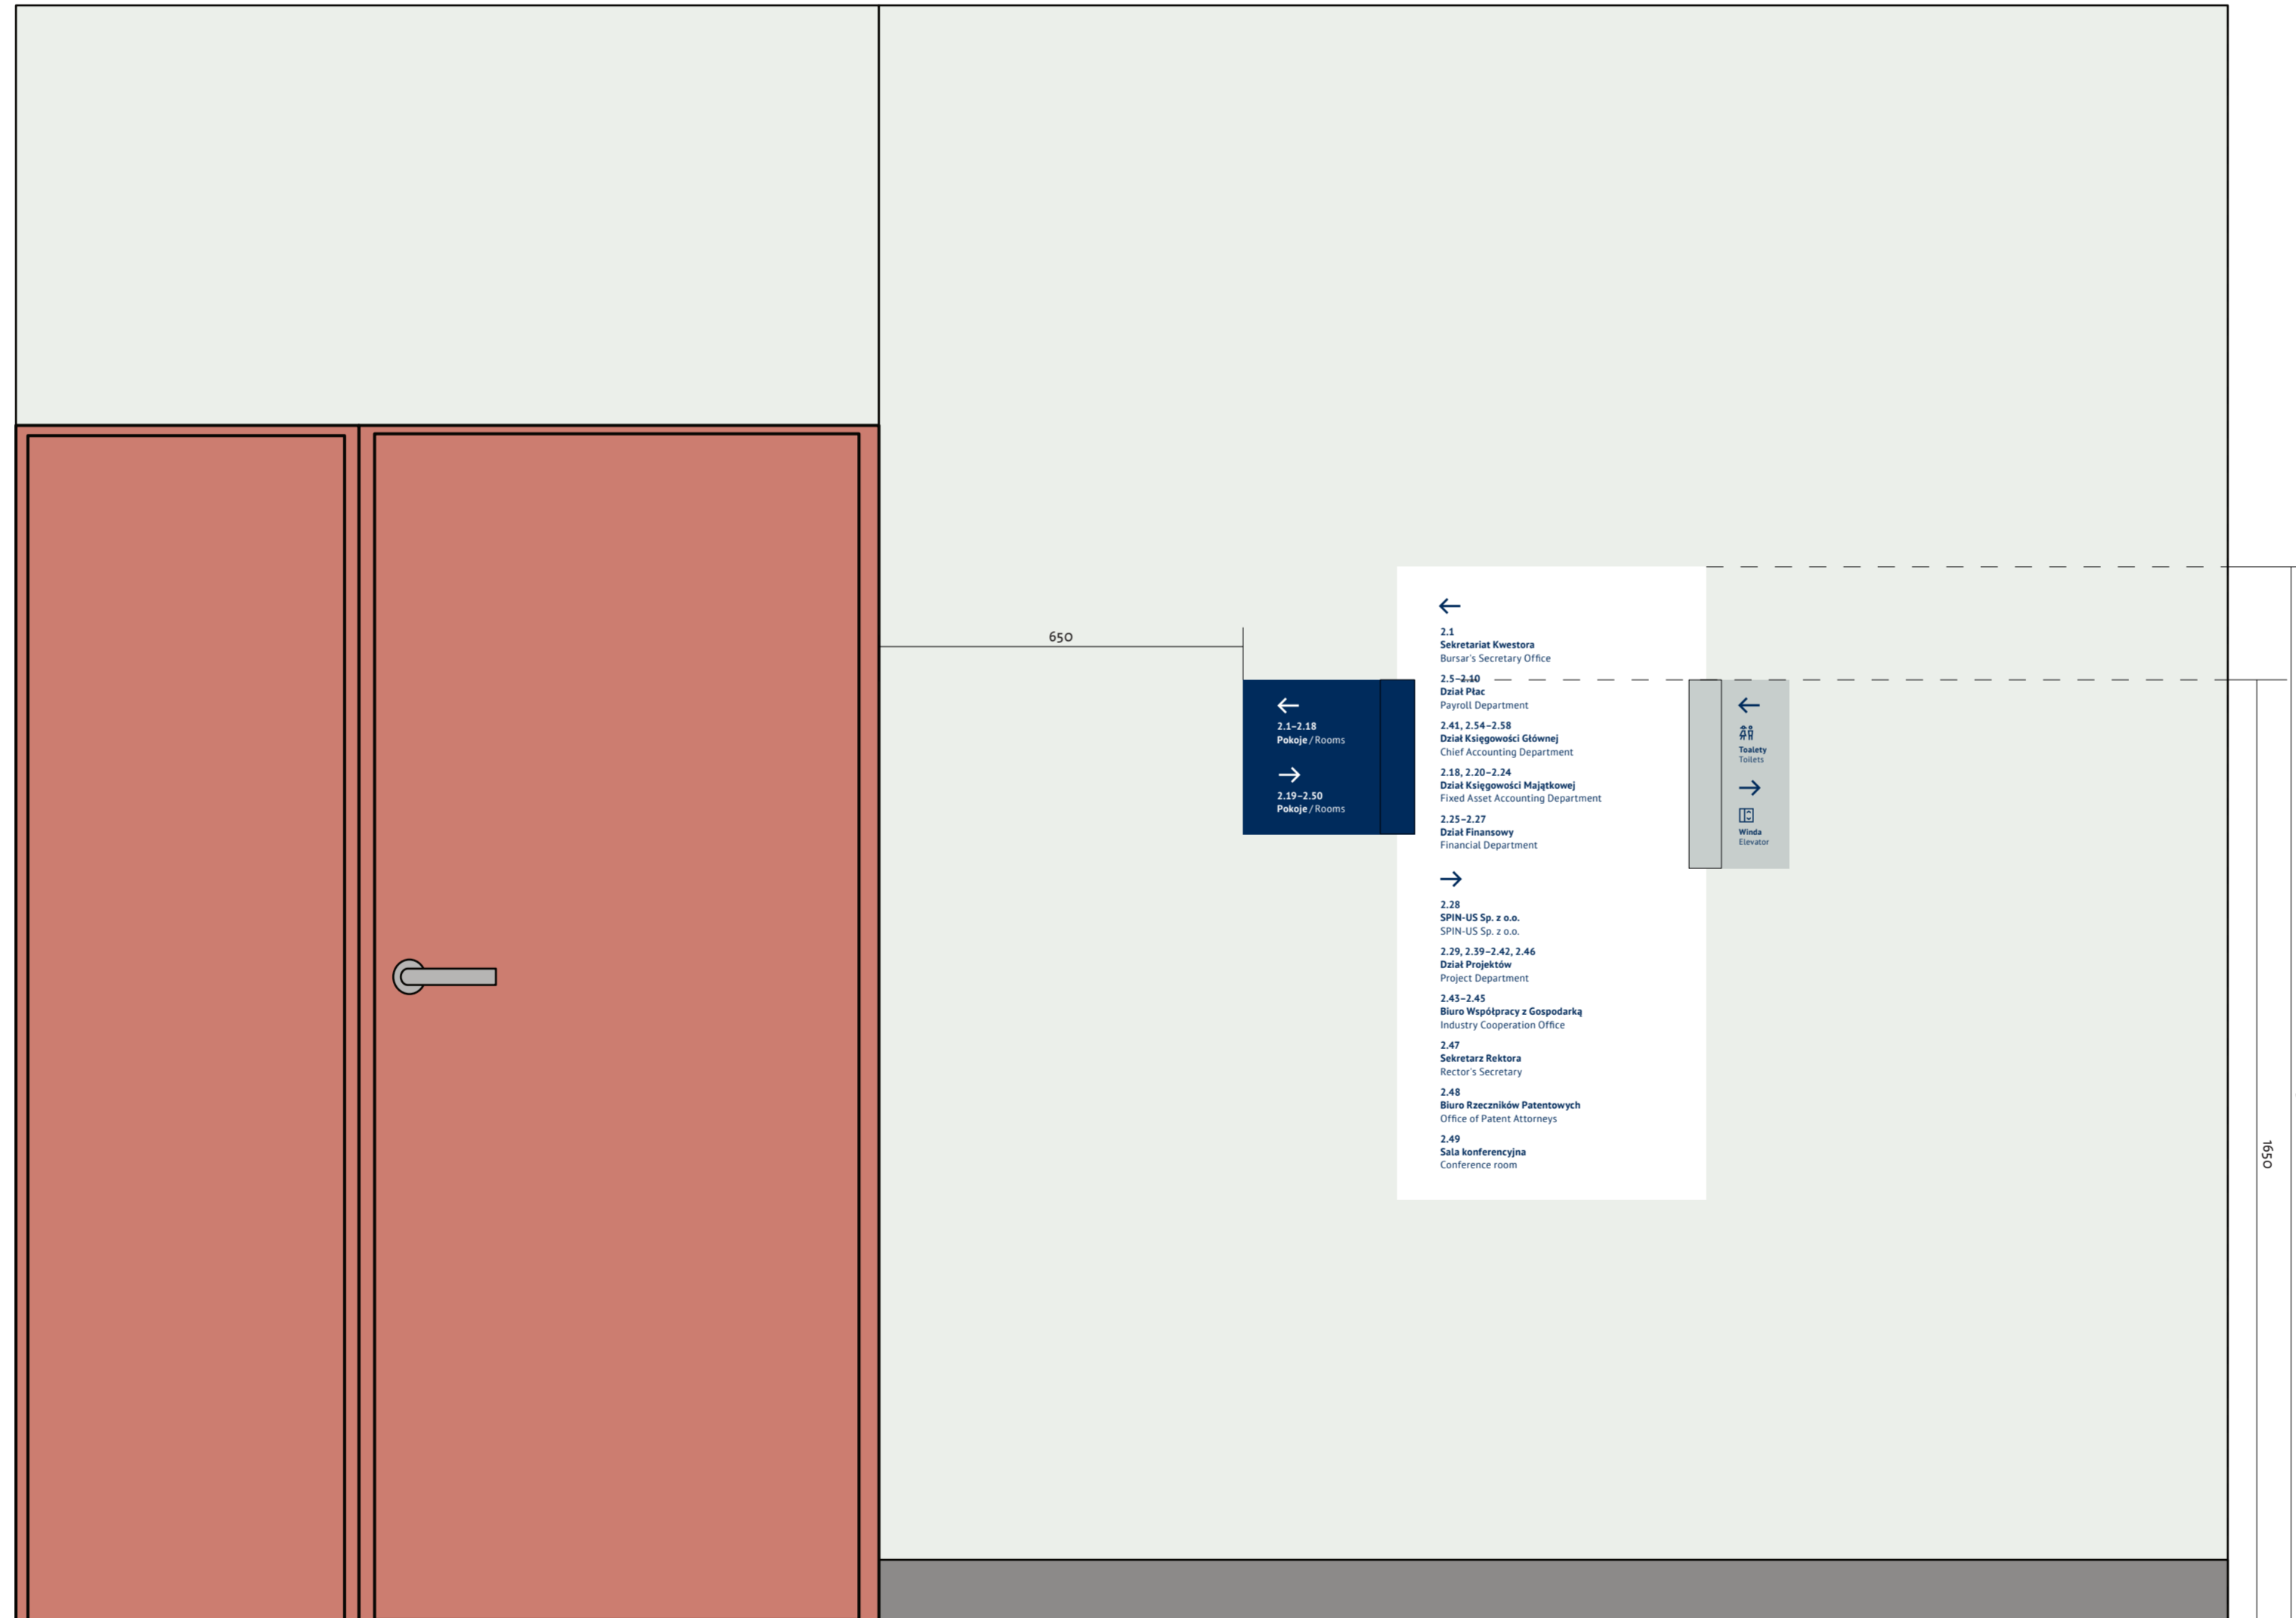 650
←
2.1–2.18
Pokoje / Rooms
→
2.19–2.50
Pokoje / Rooms
←
2.1
Sekretariat Kwestora
Bursar's Secretary Office
2.5–2.10
Dział Płac
Payroll Department
2.41, 2.54–2.58
Dział Księgowości Głównej
Chief Accounting Department
2.18, 2.20–2.24
Dział Księgowości Majątkowej
Fixed Asset Accounting Department
2.25–2.27
Dział Finansowy
Financial Department
→
2.28
SPIN-US Sp. z o.o.
SPIN-US Sp. z o.o.
2.29, 2.39–2.42, 2.46
Dział Projektów
Project Department
2.43–2.45
Biuro Współpracy z Gospodarką
Industry Cooperation Office
2.47
Sekretarz Rektora
Rector's Secretary
2.48
Biuro Rzeczników Patentowych
Office of Patent Attorneys
2.49
Sala konferencyjna
Conference room
←
Toalety
Toilets
→
Winda
Elevator
1650